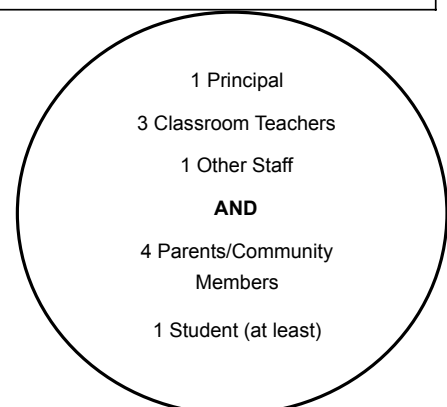 1 Principal
3 Classroom Teachers
1 Other Staff
AND
4 Parents/Community
Members
1 Student (at least)